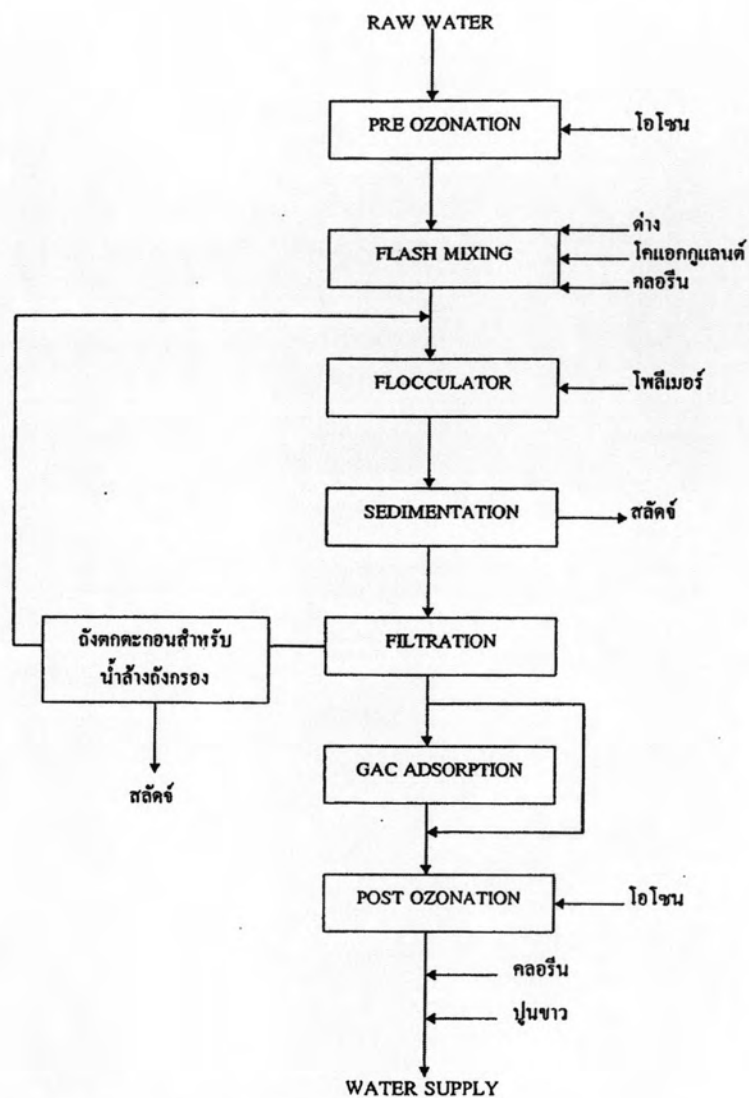 RAW WATER
PRE OZONATION
โอโซน
ด่าง
FLASH MIXING
โคแอกกูแลนต์
คลอรีน
FLOCCULATOR
โพลีเมอร์
SEDIMENTATION
สลัดจ์
ถังตกตะกอนสำหรับ
น้ำล้างถังกรอง
FILTRATION
GAC ADSORPTION
สลัดจ์
POST OZONATION
โอโซน
คลอรีน
ปูนขาว
WATER SUPPLY